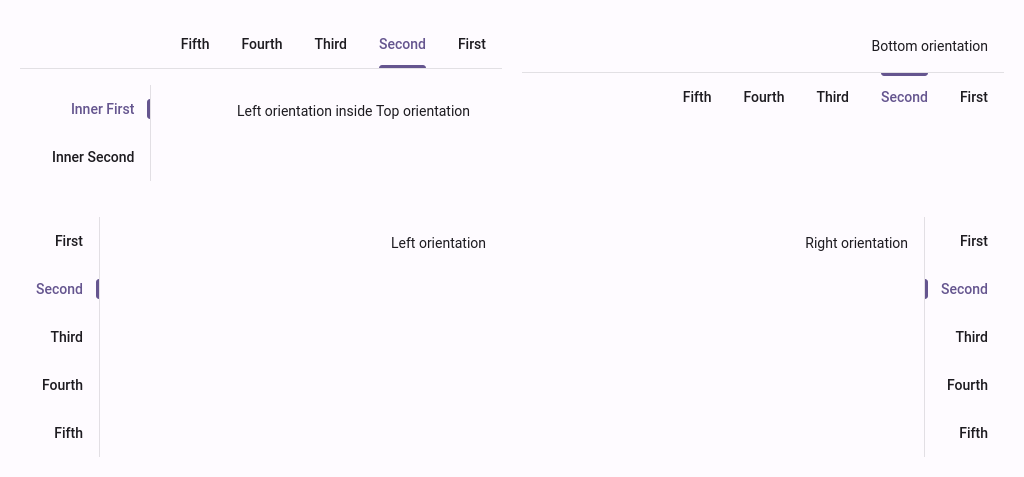 Fifth Fourth Third Second First
Inner First
Inner Second
Left orientation inside Top orientation
Bottom orientation
Fifth Fourth Third Second First
First
Second
Third
Fourth
Fifth
Left orientation
Right orientation
First
Second
Third
Fourth
Fifth